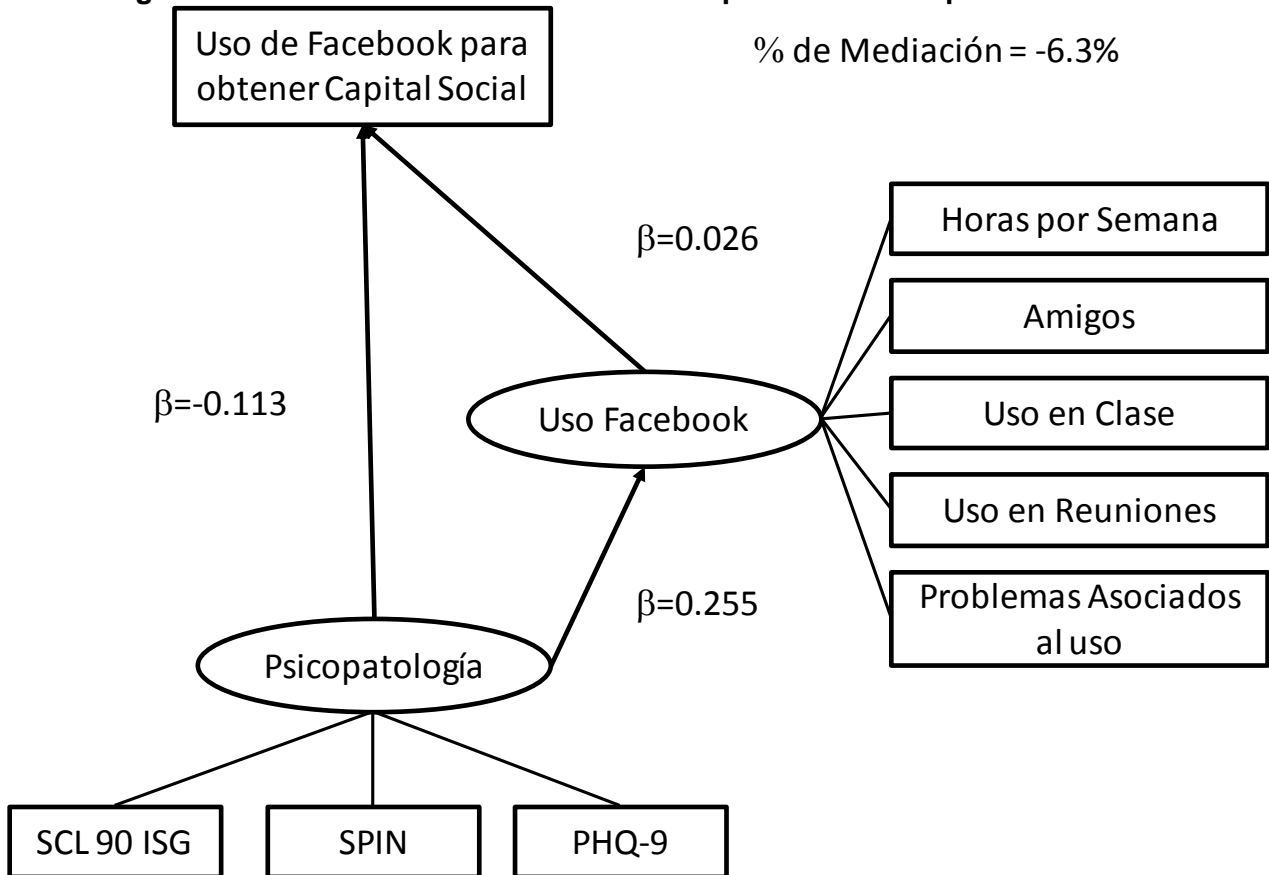 Uso de Facebook para
obtener Capital Social
% de Mediación = -6.3%
Horas por Semana
β=0.026
Amigos
β=-0.113
Uso Facebook
Uso en Clase
Uso en Reuniones
β=0.255
Problemas Asociados
al uso
Psicopatología
SCL 90 ISG
SPIN
PHQ-9